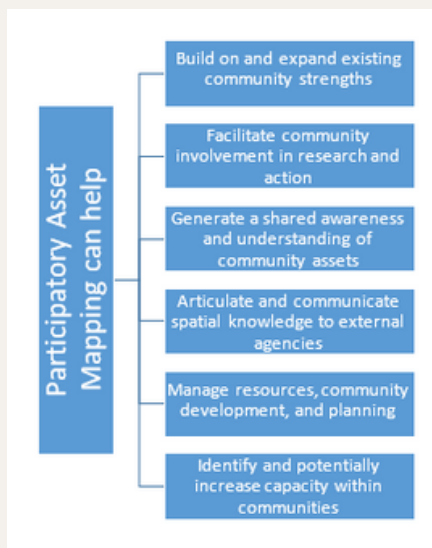 Participatory Asset
Mapping can help
Build on and expand existing
community strengths
Facilitate community
involvement in research and
action
Generate a shared awareness
and understanding of
community assets
Articulate and communicate
spatial knowledge to external
agencies
Manage resources, community
development, and planning
Identify and potentially
increase capacity within
communities